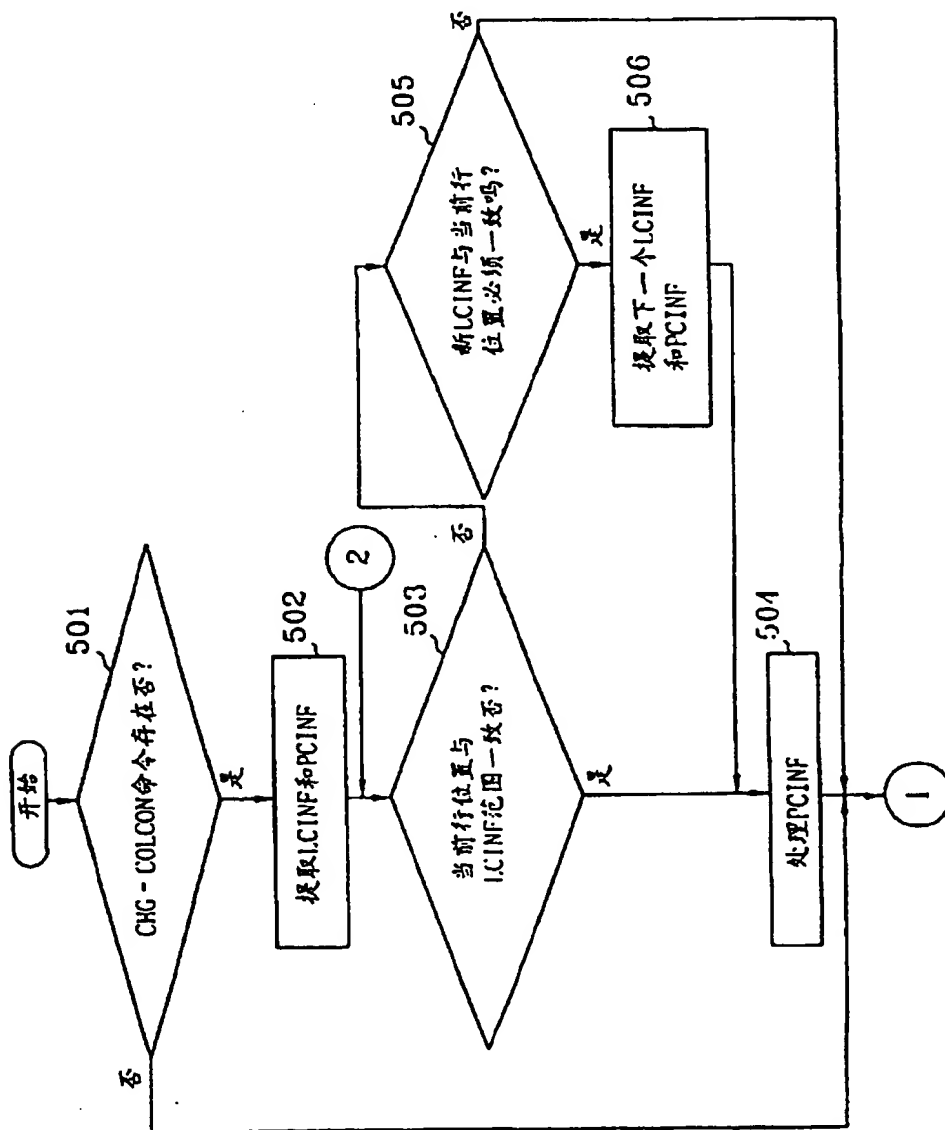 开始
501
CHG-COLCON命令存在否?
否
是
502
提取LCINF和PCINF
2
503
当前行位置与
LCINF范围一致否?
否
是
505
新LCINF与当前行
位置必须一致吗?
否
是
506
提取下一个LCINF
和PCINF
504
处理PCINF
1